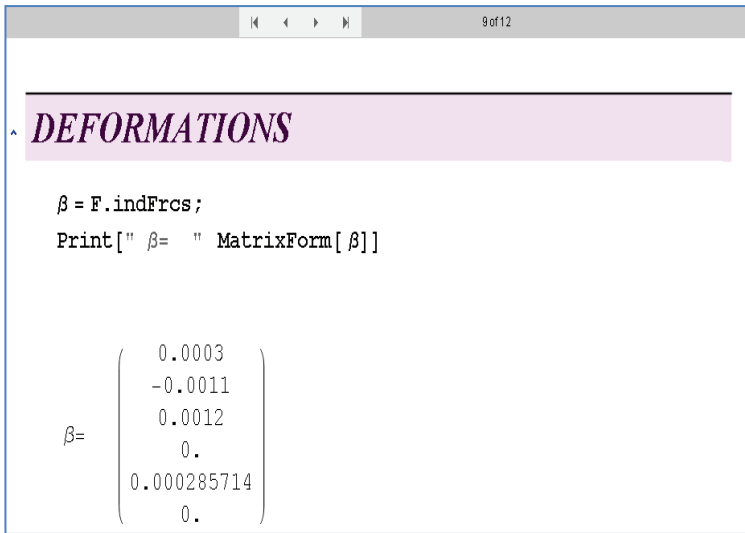 9 of 12
DEFORMATIONS
β = F.indFrcs;
Print[" β= " MatrixForm[ β]]
0.0003
-0.0011
0.0012
β=
0.
0.000285714
0.